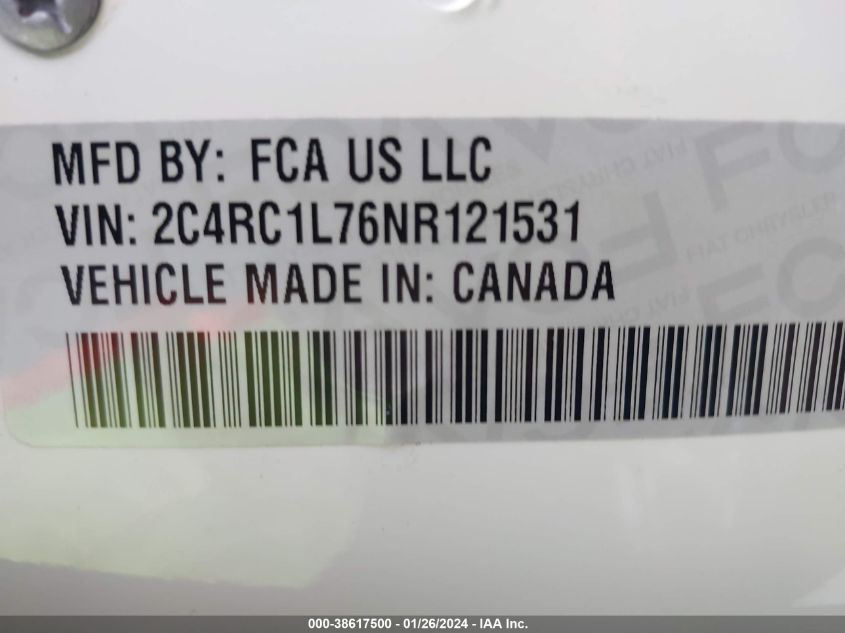 MFD BY: FCA US LLC
VIN: 2C4RC1L76NR121531
VEHICLE MADE IN: CANADA
000-38617500 - 01/26/2024 - IAA Inc.